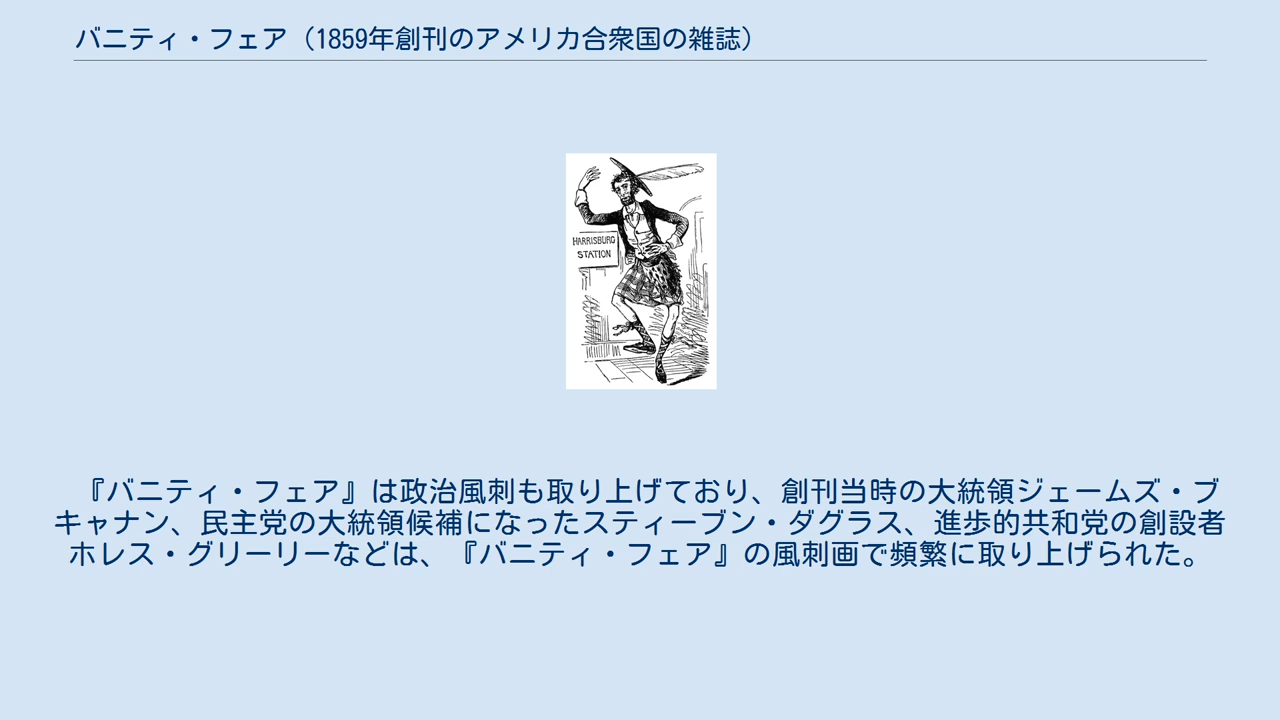 バニティ・フェア（1859年創刊のアメリカ合衆国の雑誌）
HARRISBURG
STATION
『バニティ・フェア』は政治風刺も取り上げており、創刊当時の大統領ジェームズ・ブ
キャナン、民主党の大統領候補になったスティーブン・ダグラス、進歩的共和党の創設者
ホレス・グリーリーなどは、『バニティ・フェア』の風刺画で頻繁に取り上げられた。